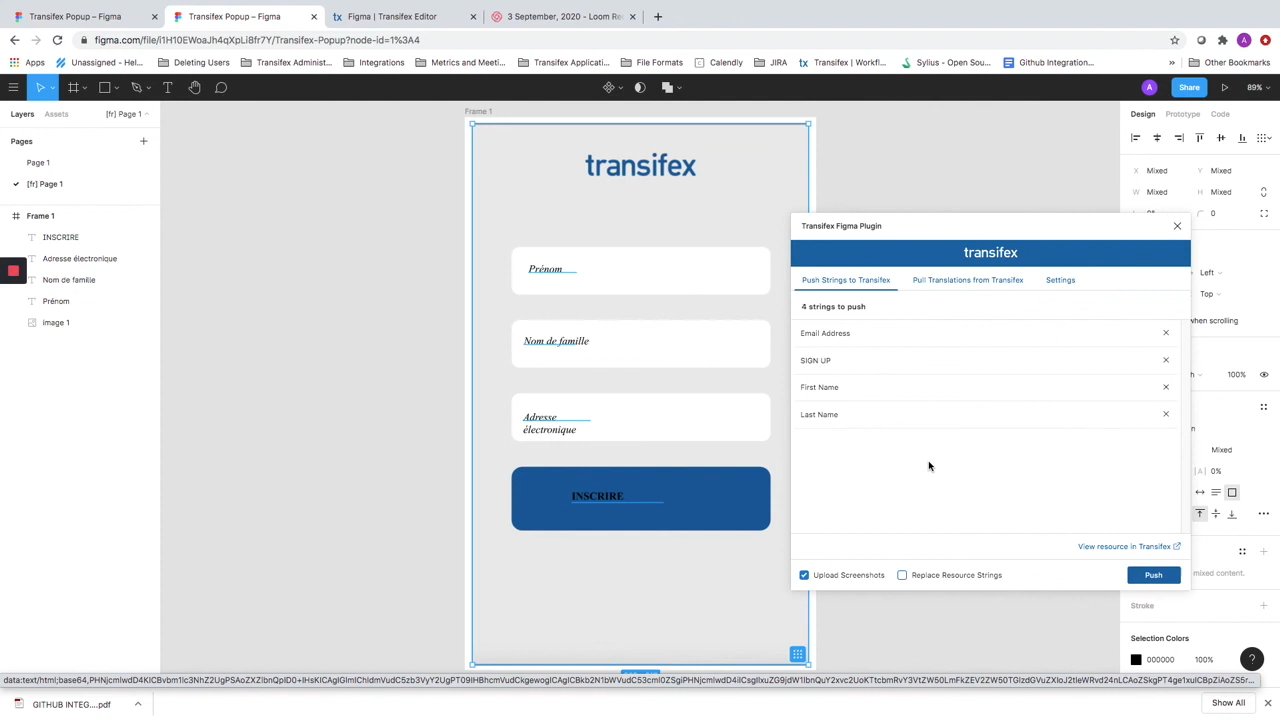 Transifex Popup – Figma
Transifex Popup – Figma
Figma | Transifex Editor
3 September, 2020 - Loom Re
figma.com/file/i1H10EWoaJh4qXpLi8fr7Y/Transifex-Popup?node-id=1%3A4
A
Apps
Unassigned - Hel...
Deleting Users
Transifex Administ...
Integrations
Metrics and Meeti...
Transifex Applicati...
File Formats
Calendly
JIRA
Transifex | Workfl...
Sylius - Open Sou...
Github Integration...
»
Other Bookmarks
A
Share
89%
Layers
Assets
[fr] Page 1
Pages
Page 1
[fr] Page 1
Frame 1
INSCRIRE
Adresse électronique
Nom de famille
Prénom
image 1
Frame 1
transifex
Prénom
Nom de famille
Adresse
électronique
INSCRIRE
Transifex Figma Plugin
transifex
Push Strings to Transifex
Pull Translations from Transifex
Settings
4 strings to push
Email Address
SIGN UP
First Name
Last Name
View resource in Transifex
Upload Screenshots
Replace Resource Strings
Push
Design
Prototype
Code
X Mixed
Y Mixed
W Mixed
H Mixed
0
Left
Top
when scrolling
100%
Mixed
0%
mixed content.
Stroke
Selection Colors
000000
100%
?
GITHUB INTEG....pdf
Show All